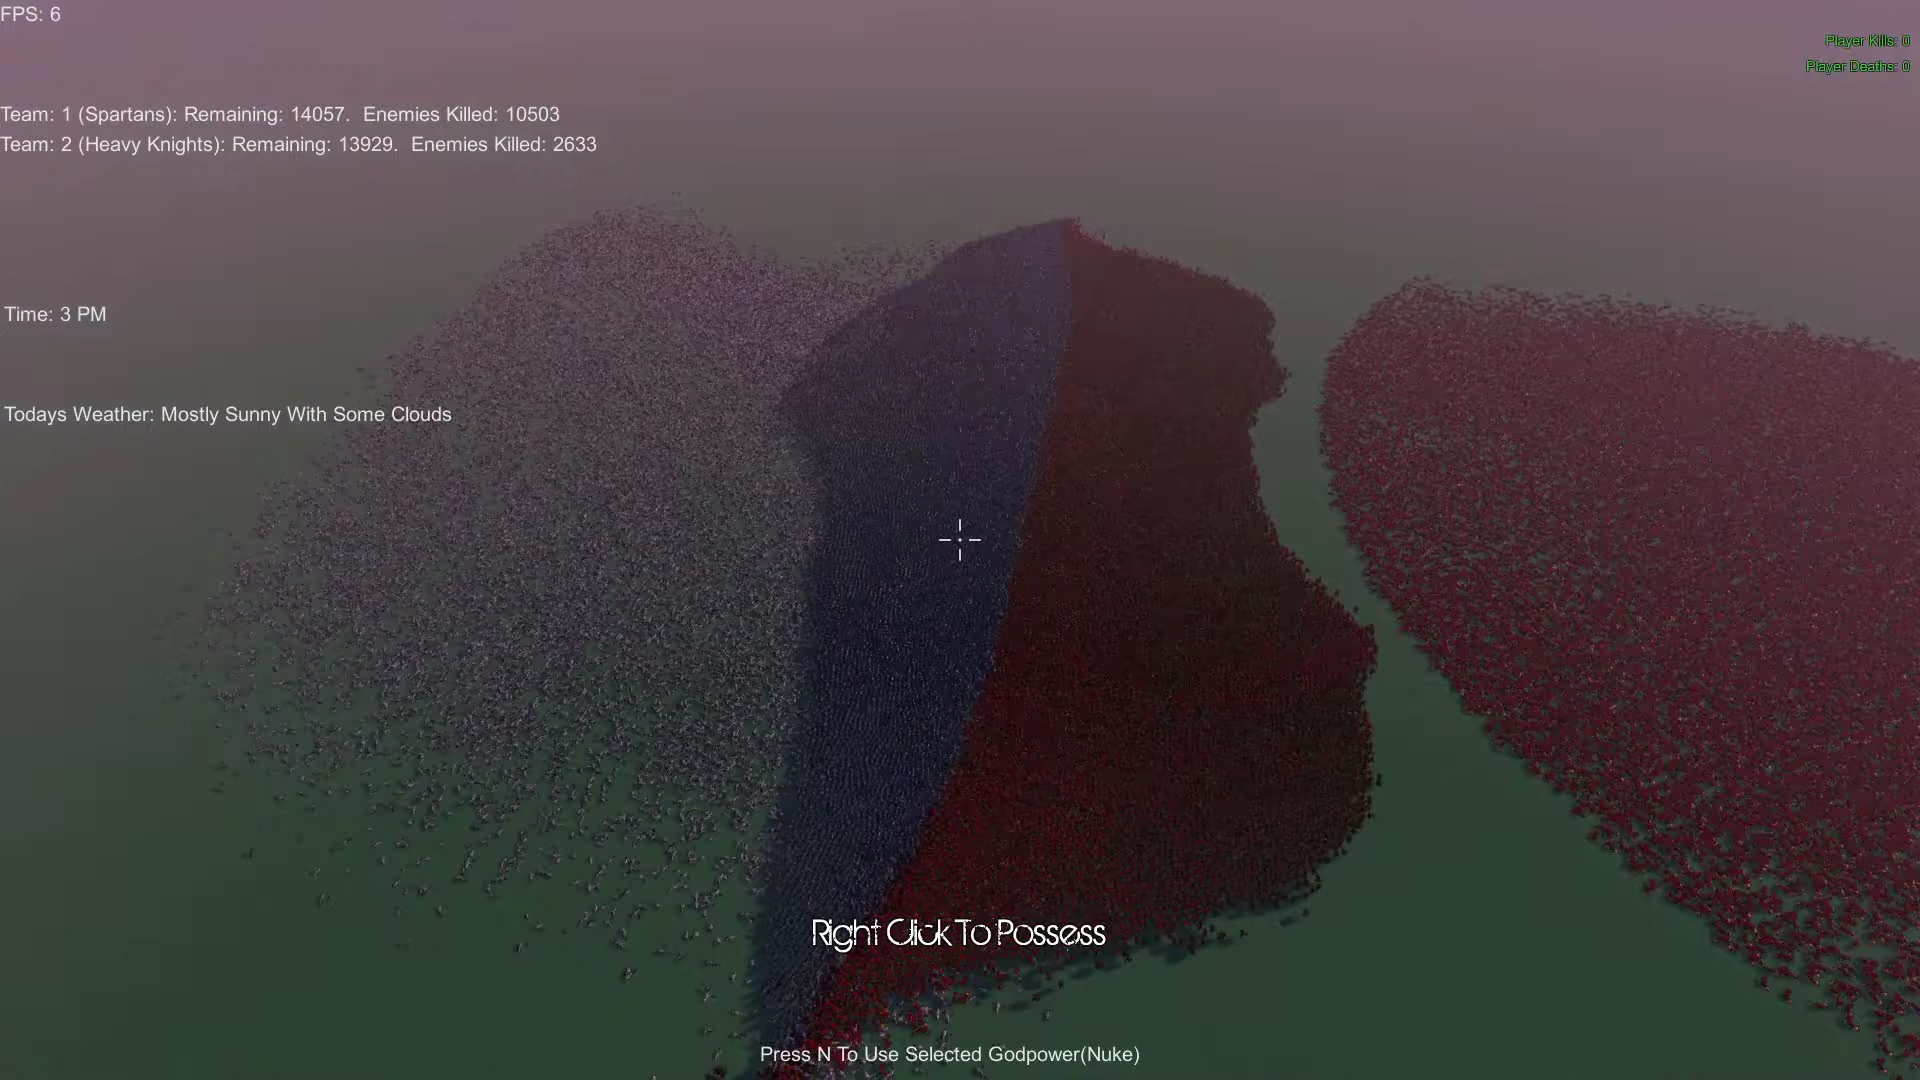 FPS: 6
Player Kills: 0
Player Deaths: 0
Team: 1 (Spartans): Remaining: 14057.  Enemies Killed: 10503
Team: 2 (Heavy Knights): Remaining: 13929.  Enemies Killed: 2633
Time: 3 PM
Todays Weather: Mostly Sunny With Some Clouds
Right Click To Possess
Press N To Use Selected Godpower(Nuke)